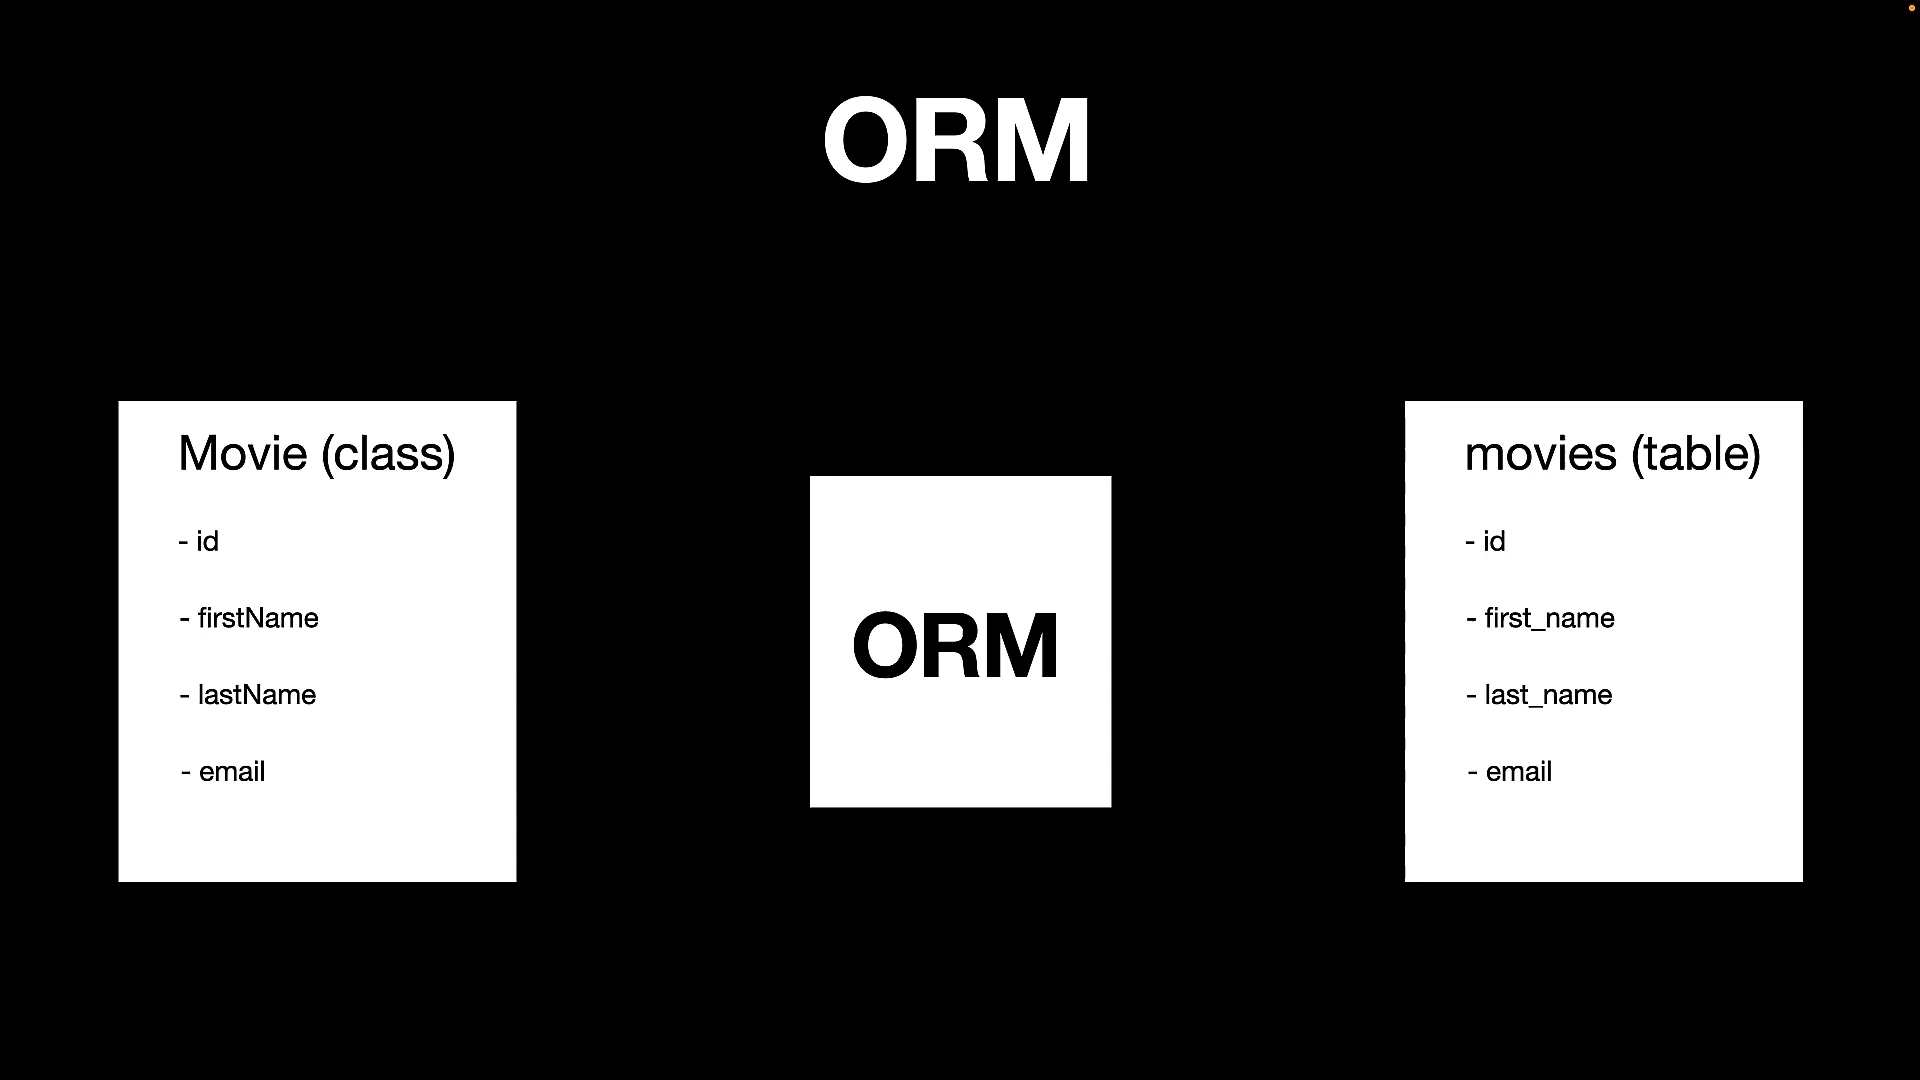 ORM
Movie (class)
- id
- firstName
- lastName
- email
ORM
movies (table)
- id
- first_name
- last_name
- email